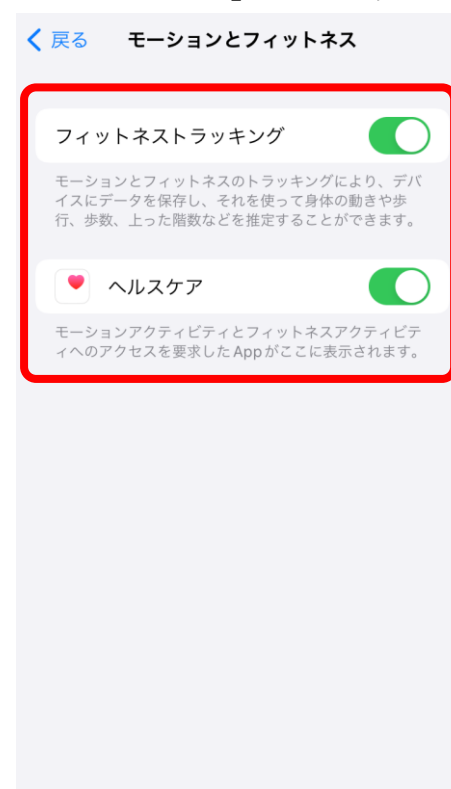 戻る モーションとフィットネス
フィットネストラッキング
モーションとフィットネスのトラッキングにより、デバ
イスにデータを保存し、それを使って身体の動きや歩
行、歩数、上った階数などを推定することができます。
ヘルスケア
モーションアクティビティとフィットネスアクティビテ
ィへのアクセスを要求したAppがここに表示されます。